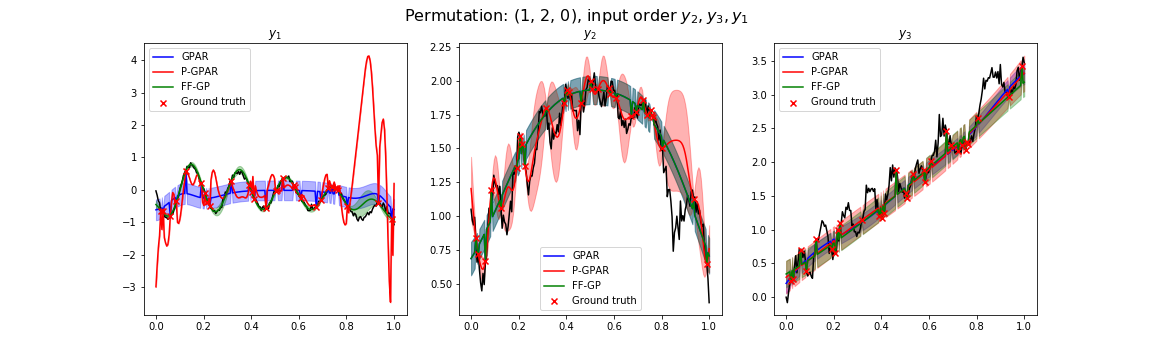 Permutation: (1, 2, 0), input order y₂, y₃, y₁
y₁
GPAR
P-GPAR
FF-GP
Ground truth
4
3
2
1
0
−1
−2
−3
0.0 0.2 0.4 0.6 0.8 1.0
y₂
2.25
2.00
1.75
1.50
1.25
1.00
0.75
0.50
GPAR
P-GPAR
FF-GP
Ground truth
0.0 0.2 0.4 0.6 0.8 1.0
y₃
GPAR
P-GPAR
FF-GP
Ground truth
3.5
3.0
2.5
2.0
1.5
1.0
0.5
0.0
0.0 0.2 0.4 0.6 0.8 1.0